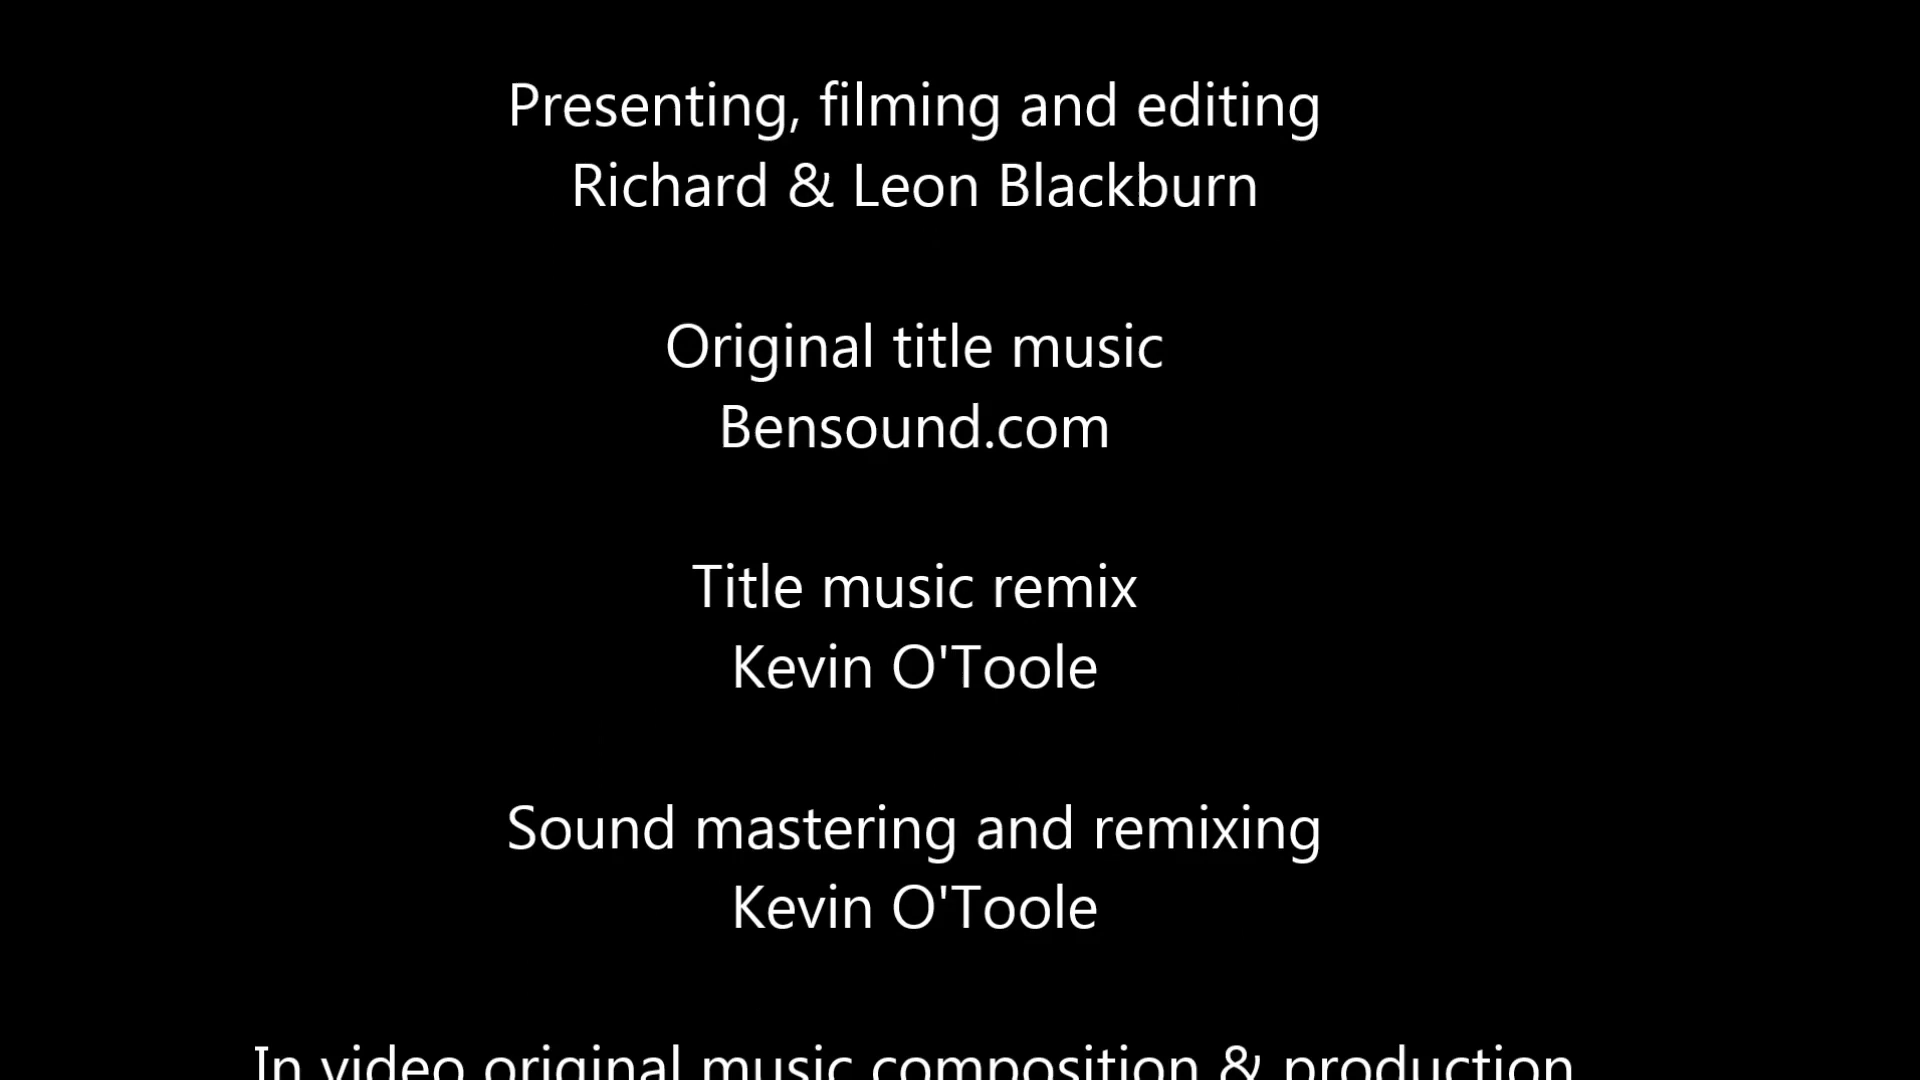 Presenting, filming and editing
Richard & Leon Blackburn
Original title music
Bensound.com
Title music remix
Kevin O'Toole
Sound mastering and remixing
Kevin O'Toole
In video original music composition & production